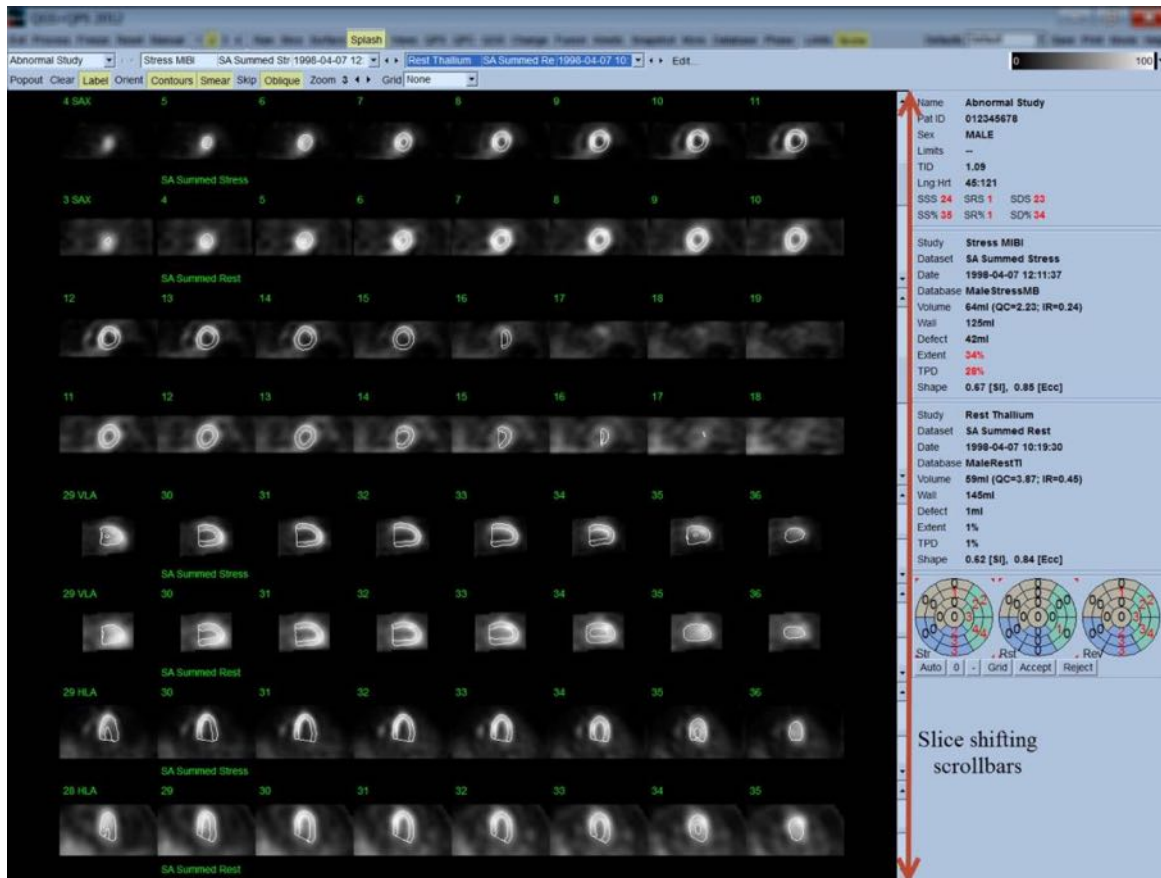 QGS+QPS 2012
Splash
Abnormal Study Stress MIBI SA Summed Str 1998-04-07 12: Rest Thallium SA Summed Re 1998-04-07 10: Edit... 0 100
Popout Clear Label Orient Contours Smear Skip Oblique Zoom 3 Grid None
4 SAX 5 6 7 8 9 10 11
SA Summed Stress
3 SAX 4 5 6 7 8 9 10
SA Summed Rest
12 13 14 15 16 17 18 19
11 12 13 14 15 16 17 18
29 VLA 30 31 32 33 34 35 36
SA Summed Stress
29 VLA 30 31 32 33 34 35 36
SA Summed Rest
29 HLA 30 31 32 33 34 35 36
SA Summed Stress
28 HLA 29 30 31 32 33 34 35
SA Summed Rest
Name Abnormal Study
Pat ID 012345678
Sex MALE
Limits --
TID 1.09
Lng:Hrt 45:121
SSS 24 SRS 1 SDS 23
SS% 35 SR% 1 SD% 34
Study Stress MIBI
Dataset SA Summed Stress
Date 1998-04-07 12:11:37
Database MaleStressMB
Volume 64ml (QC=2.23; IR=0.24)
Wall 125ml
Defect 42ml
Extent 34%
TPD 28%
Shape 0.67 [SI], 0.85 [Ecc]
Study Rest Thallium
Dataset SA Summed Rest
Date 1998-04-07 10:19:30
Database MaleRestTl
Volume 59ml (QC=3.87; IR=0.45)
Wall 145ml
Defect 1ml
Extent 1%
TPD 1%
Shape 0.62 [SI], 0.84 [Ecc]
Str Rst Rev
Auto 0 - Grid Accept Reject
Slice shifting
scrollbars